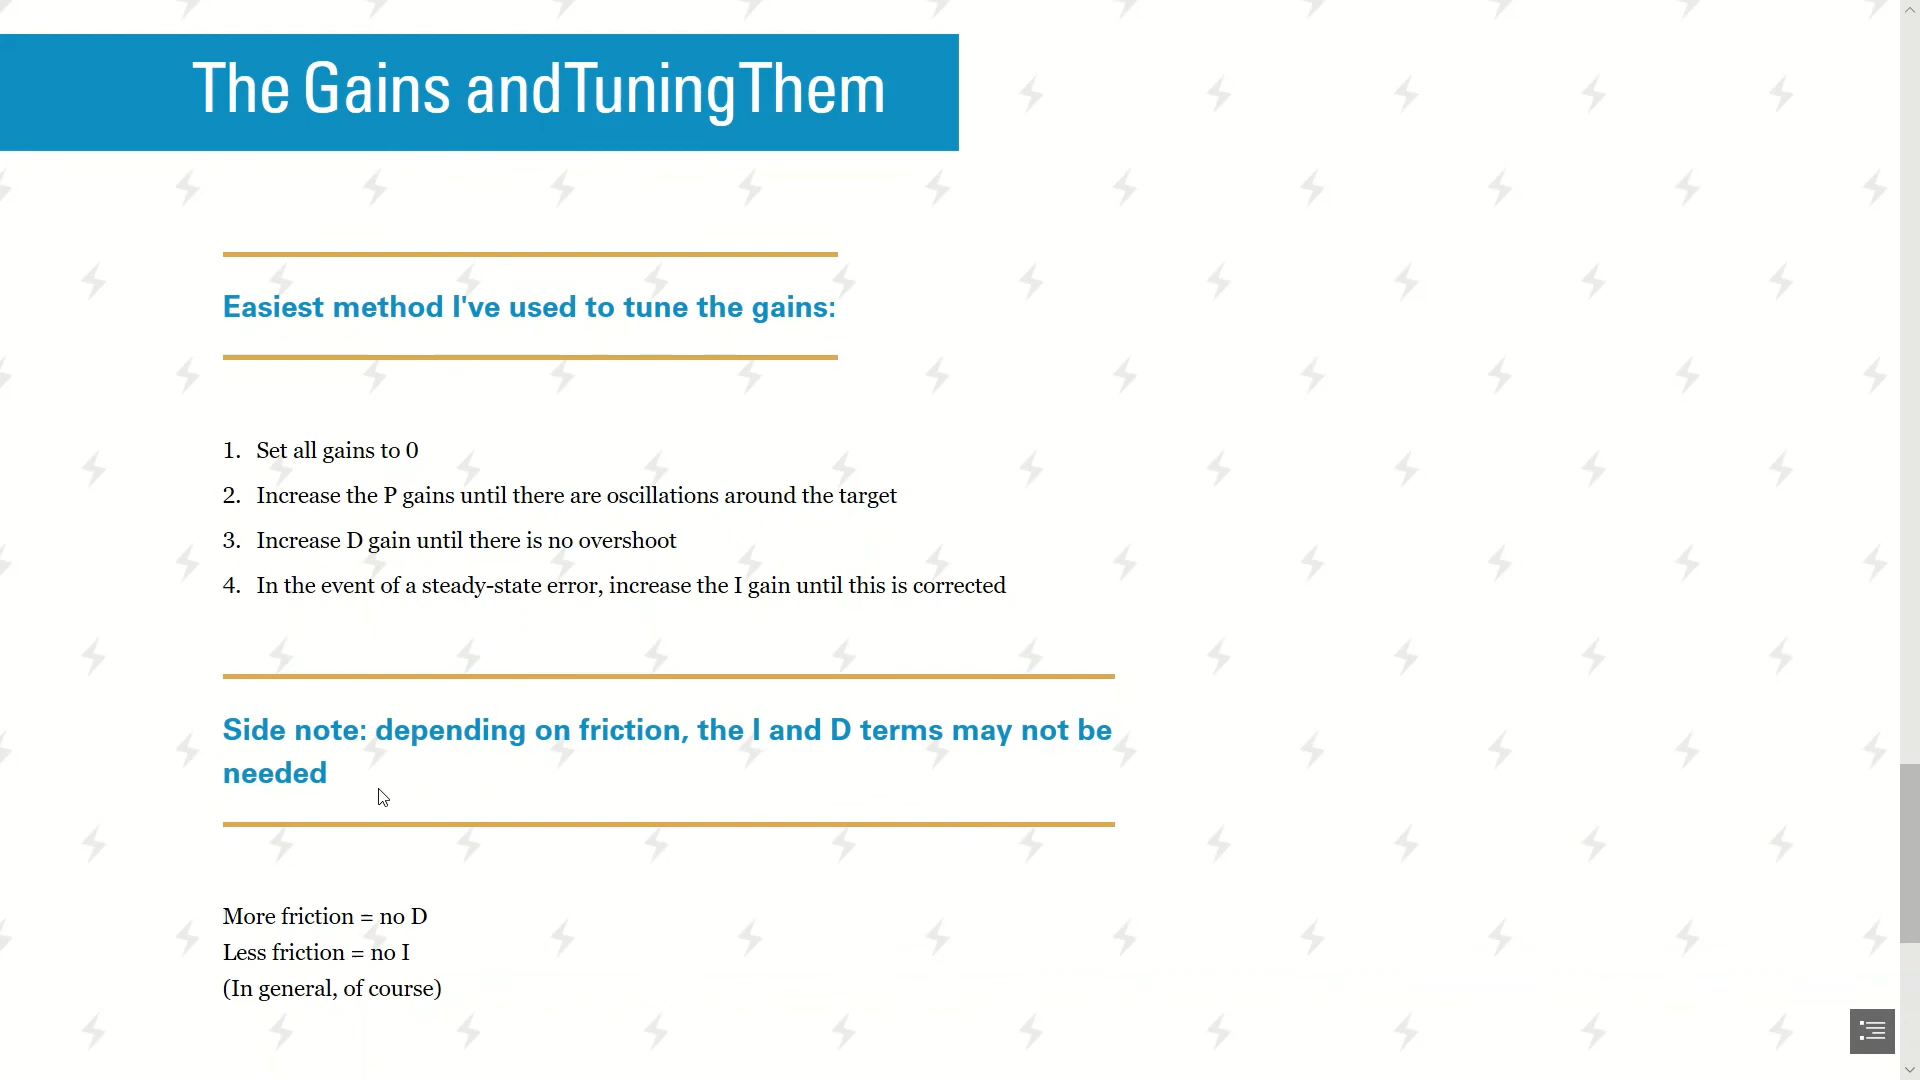 The Gains and Tuning Them
Easiest method I've used to tune the gains:
1. Set all gains to 0
2. Increase the P gains until there are oscillations around the target
3. Increase D gain until there is no overshoot
4. In the event of a steady-state error, increase the I gain until this is corrected
Side note: depending on friction, the I and D terms may not be
needed
More friction = no D
Less friction = no I
(In general, of course)